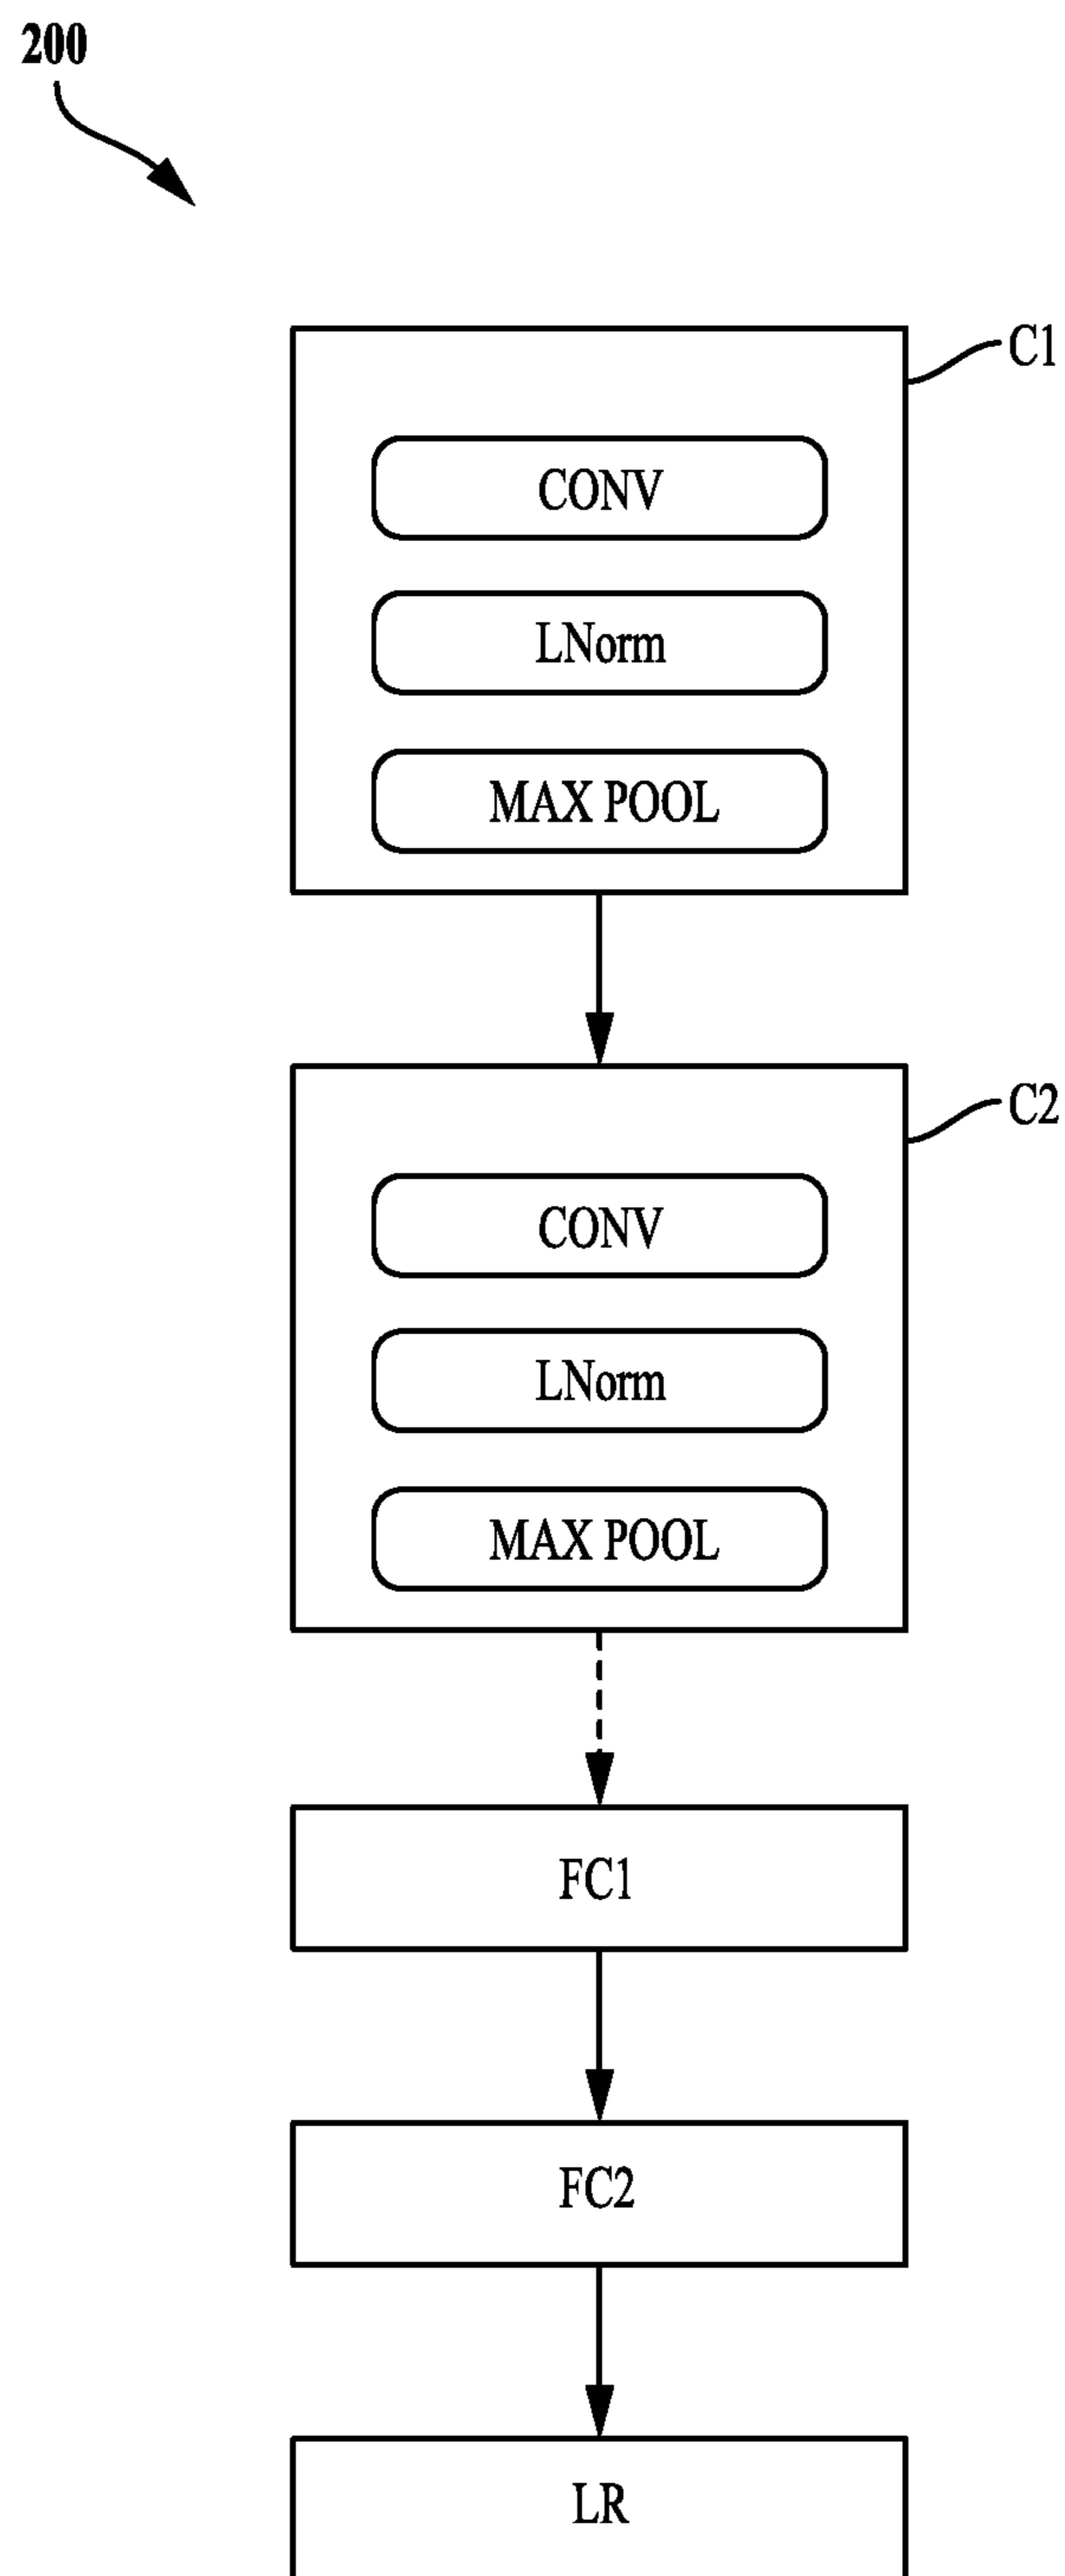 200
C1
CONV
LNorm
MAX POOL
C2
CONV
LNorm
MAX POOL
FC1
FC2
LR